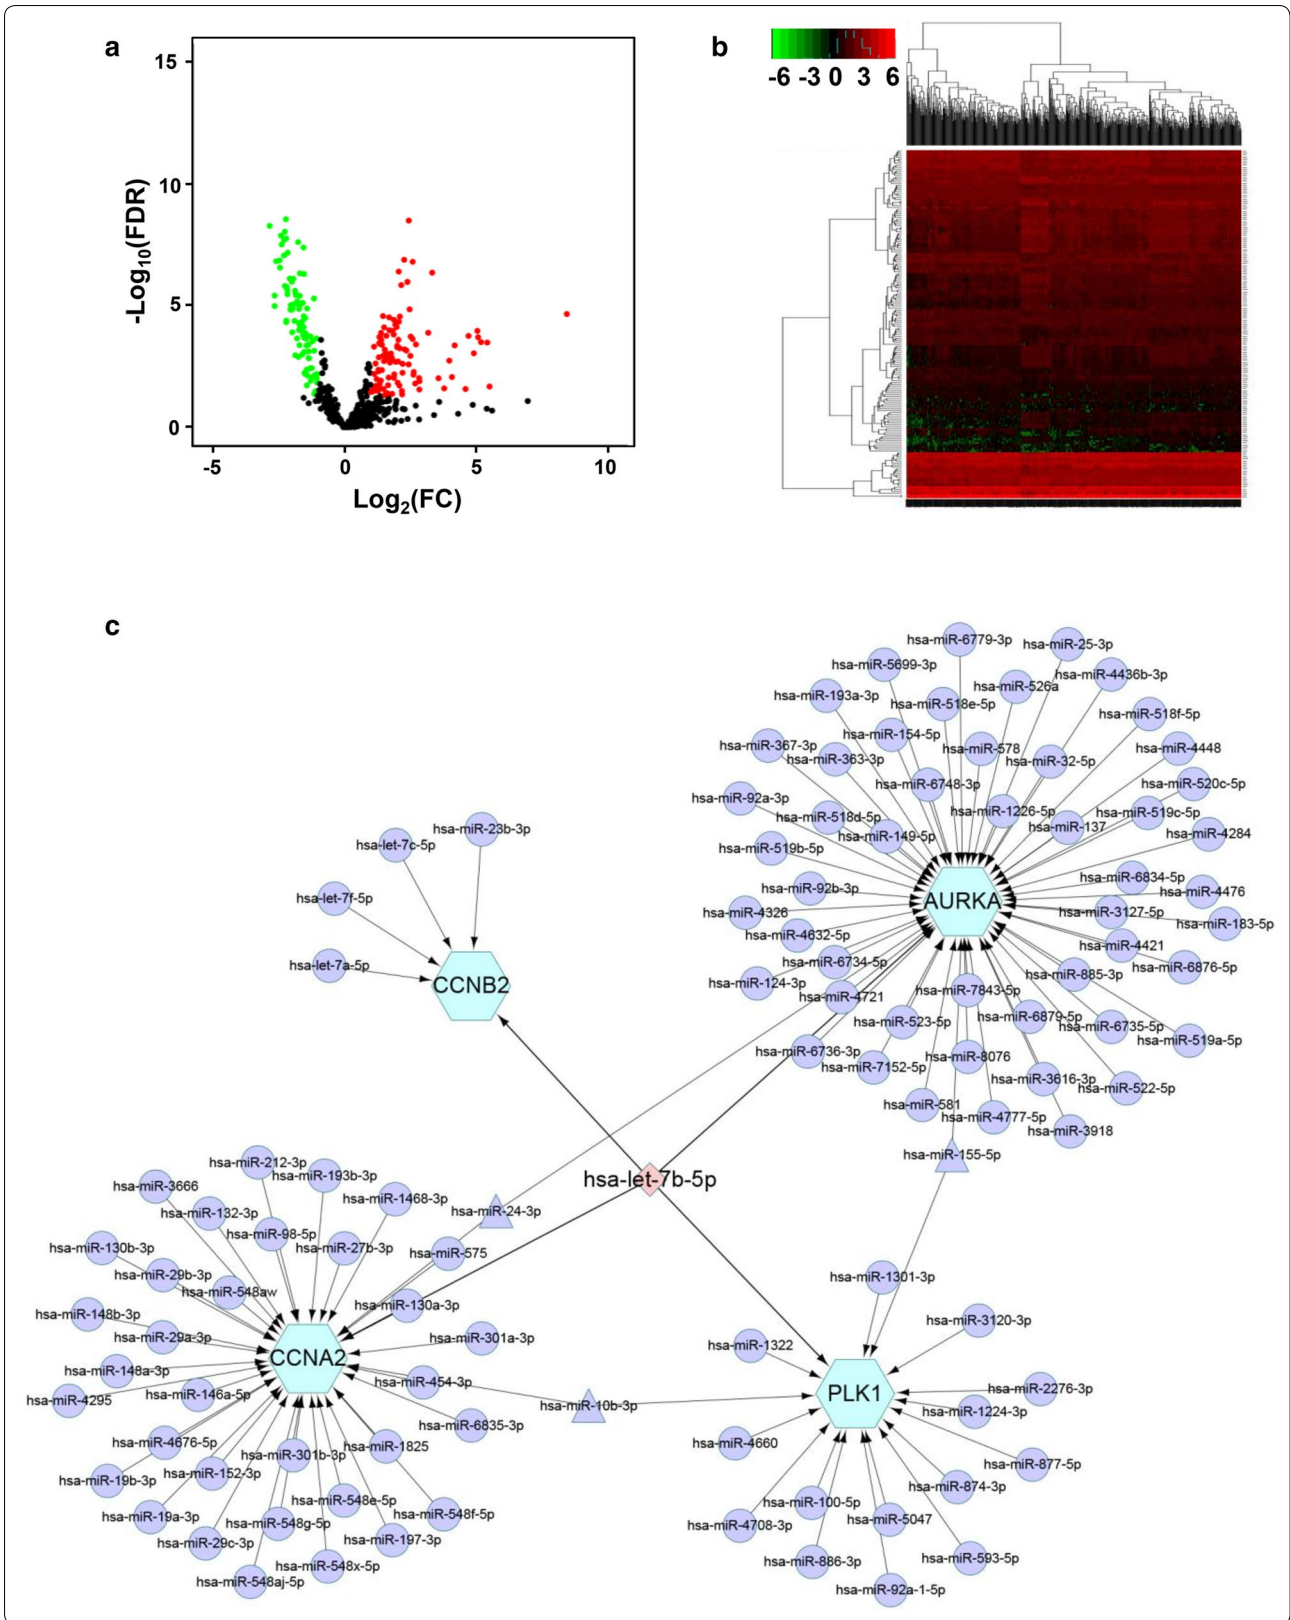 a
15
10
5
0
-Log10(FDR)
-5
0
5
10
Log2(FC)
b
-6 -3 0 3 6
c
hsa-miR-6779-3p
hsa-miR-25-3p
hsa-miR-5699-3p
hsa-miR-4436b-3p
hsa-miR-526a
hsa-miR-193a-3p
hsa-miR-518e-5p
hsa-miR-518f-5p
hsa-miR-154-5p
hsa-miR-367-3p
hsa-miR-578
hsa-miR-4448
hsa-miR-363-3p
hsa-miR-32-5p
hsa-miR-6748-3p
hsa-miR-520c-5p
hsa-miR-92a-3p
hsa-miR-1226-5p
hsa-miR-519c-5p
hsa-miR-518d-5p
hsa-miR-137
hsa-miR-4284
hsa-miR-149-5p
hsa-miR-519b-5p
hsa-miR-6834-5p
hsa-miR-92b-3p
hsa-miR-4476
AURKA
hsa-miR-4326
hsa-miR-3127-5p
hsa-miR-183-5p
hsa-miR-4632-5p
hsa-miR-4421
hsa-miR-6734-5p
hsa-miR-6876-5p
hsa-miR-885-3p
hsa-miR-124-3p
hsa-miR-4721
hsa-miR-7843-5p
hsa-miR-523-5p
hsa-miR-6879-5p
hsa-miR-6735-5p
hsa-miR-519a-5p
hsa-miR-6736-3p
hsa-miR-8076
hsa-miR-7152-5p
hsa-miR-3616-3p
hsa-miR-522-5p
hsa-miR-581
hsa-miR-4777-5p
hsa-miR-3918
hsa-miR-155-5p
hsa-miR-23b-3p
hsa-let-7c-5p
hsa-let-7f-5p
hsa-let-7a-5p
CCNB2
hsa-let-7b-5p
hsa-miR-24-3p
hsa-miR-212-3p
hsa-miR-193b-3p
hsa-miR-3666
hsa-miR-1468-3p
hsa-miR-132-3p
hsa-miR-98-5p
hsa-miR-27b-3p
hsa-miR-575
hsa-miR-130b-3p
hsa-miR-29b-3p
hsa-miR-548aw
hsa-miR-130a-3p
hsa-miR-148b-3p
hsa-miR-29a-3p
hsa-miR-301a-3p
CCNA2
hsa-miR-148a-3p
hsa-miR-454-3p
hsa-miR-4295
hsa-miR-146a-5p
hsa-miR-10b-3p
hsa-miR-6835-3p
hsa-miR-4676-5p
hsa-miR-1825
hsa-miR-301b-3p
hsa-miR-19b-3p
hsa-miR-152-3p
hsa-miR-548e-5p
hsa-miR-19a-3p
hsa-miR-548f-5p
hsa-miR-548g-5p
hsa-miR-29c-3p
hsa-miR-197-3p
hsa-miR-548x-5p
hsa-miR-548aj-5p
hsa-miR-1301-3p
hsa-miR-3120-3p
hsa-miR-1322
PLK1
hsa-miR-2276-3p
hsa-miR-1224-3p
hsa-miR-4660
hsa-miR-877-5p
hsa-miR-874-3p
hsa-miR-100-5p
hsa-miR-5047
hsa-miR-4708-3p
hsa-miR-886-3p
hsa-miR-593-5p
hsa-miR-92a-1-5p